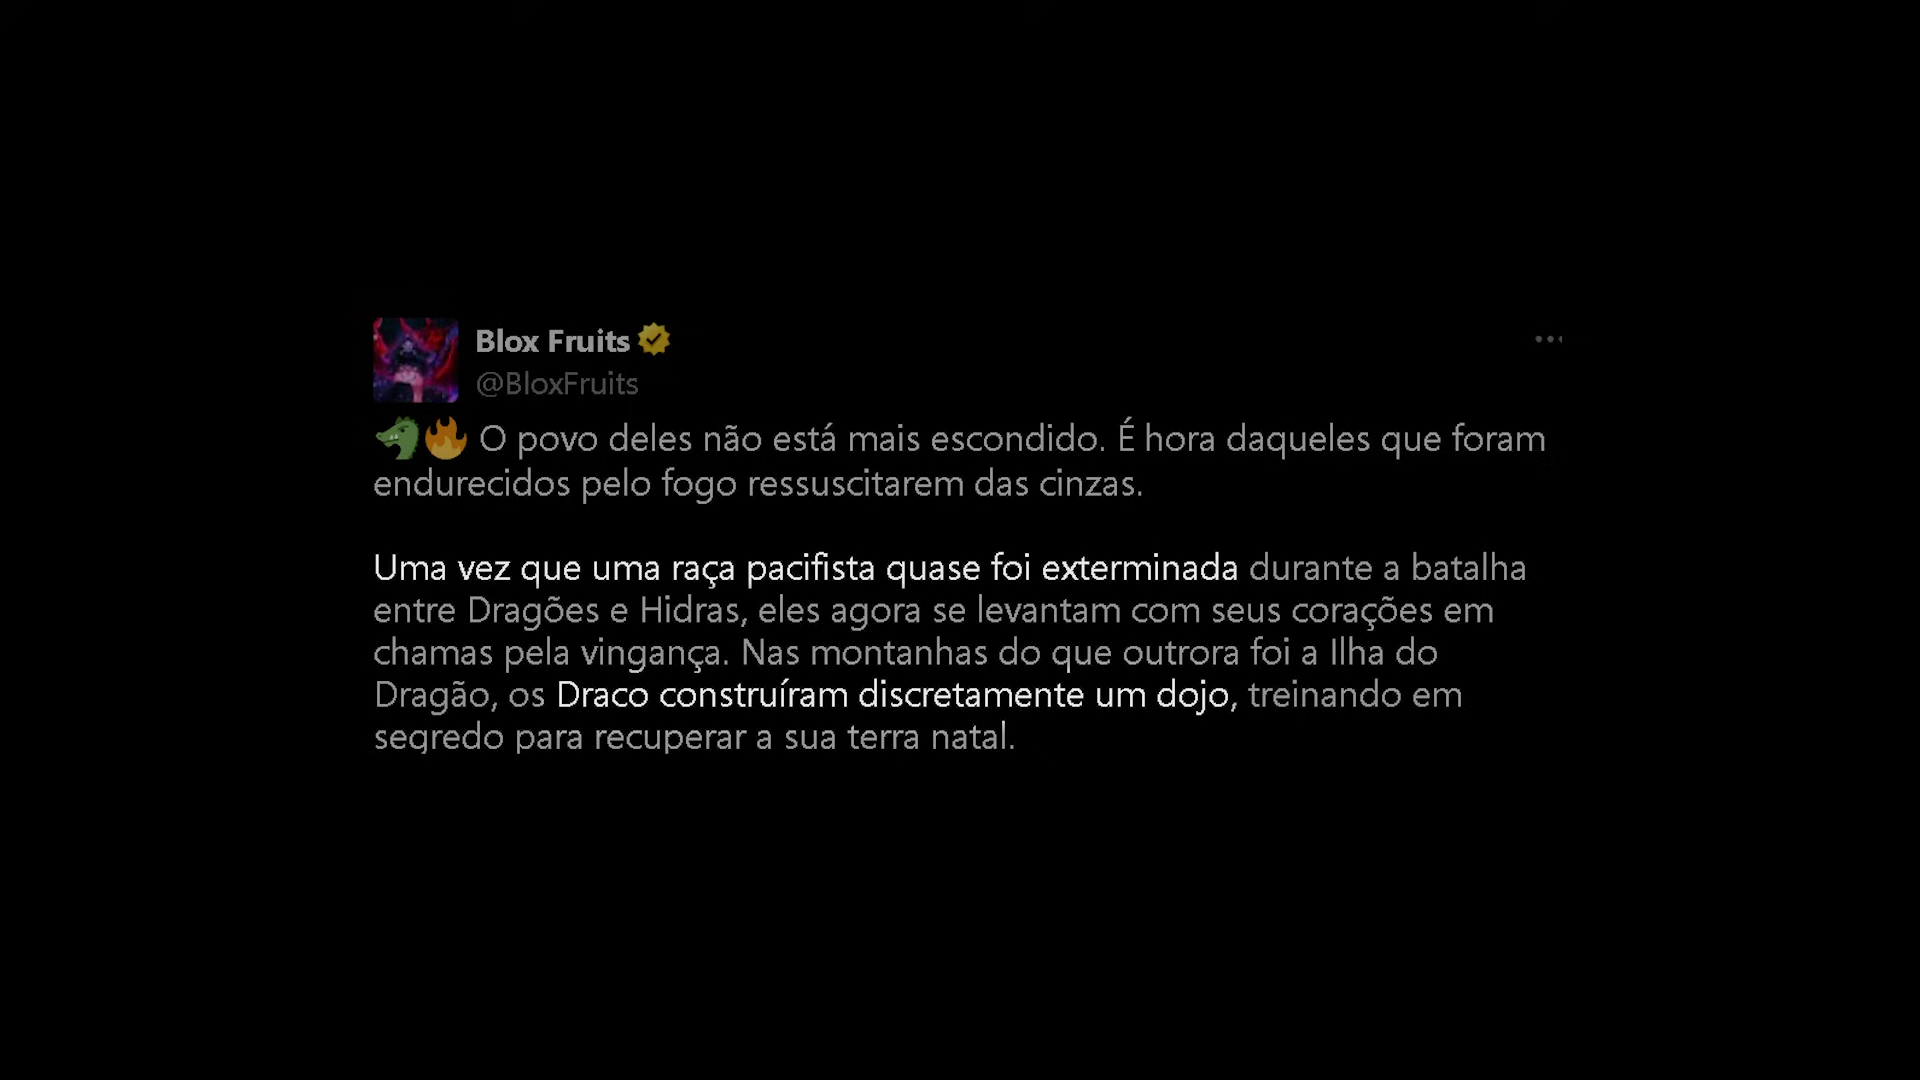 Blox Fruits
@BloxFruits
🐲🔥 O povo deles não está mais escondido. É hora daqueles que foram
endurecidos pelo fogo ressuscitarem das cinzas.
Uma vez que uma raça pacifista quase foi exterminada durante a batalha
entre Dragões e Hidras, eles agora se levantam com seus corações em
chamas pela vingança. Nas montanhas do que outrora foi a Ilha do
Dragão, os Draco construíram discretamente um dojo, treinando em
segredo para recuperar a sua terra natal.